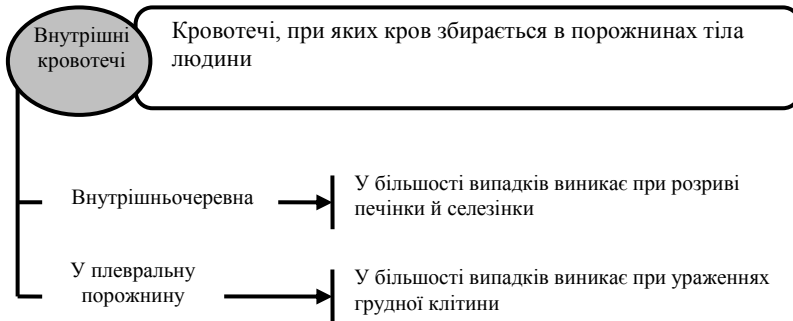 Внутрішні
кровотечі
Кровотечі, при яких кров збирається в порожнинах тіла
людини
Внутрішньочеревна
У більшості випадків виникає при розриві
печінки й селезінки
У плевральну
порожнину
У більшості випадків виникає при ураженнях
грудної клітини